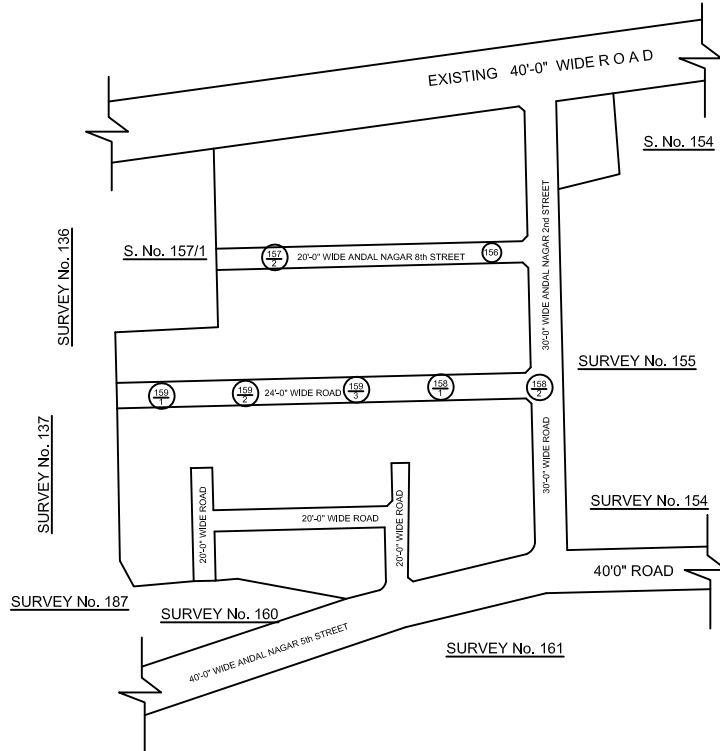 EXISTING 40'-0" WIDE R O A D
S. No. 154
SURVEY No. 136
S. No. 157/1
157
2
20'-0" WIDE ANDAL NAGAR 8th STREET
156
30'-0" WIDE ANDAL NAGAR 2nd STREET
SURVEY No. 155
159
1
159
2
24'-0" WIDE ROAD
159
3
158
1
158
2
SURVEY No. 137
30'-0" WIDE ROAD
SURVEY No. 154
20'-0" WIDE ROAD
20'-0" WIDE ROAD
20'-0" WIDE ROAD
40'0" ROAD
SURVEY No. 187
SURVEY No. 160
40'-0" WIDE ANDAL NAGAR 5th STREET
SURVEY No. 161